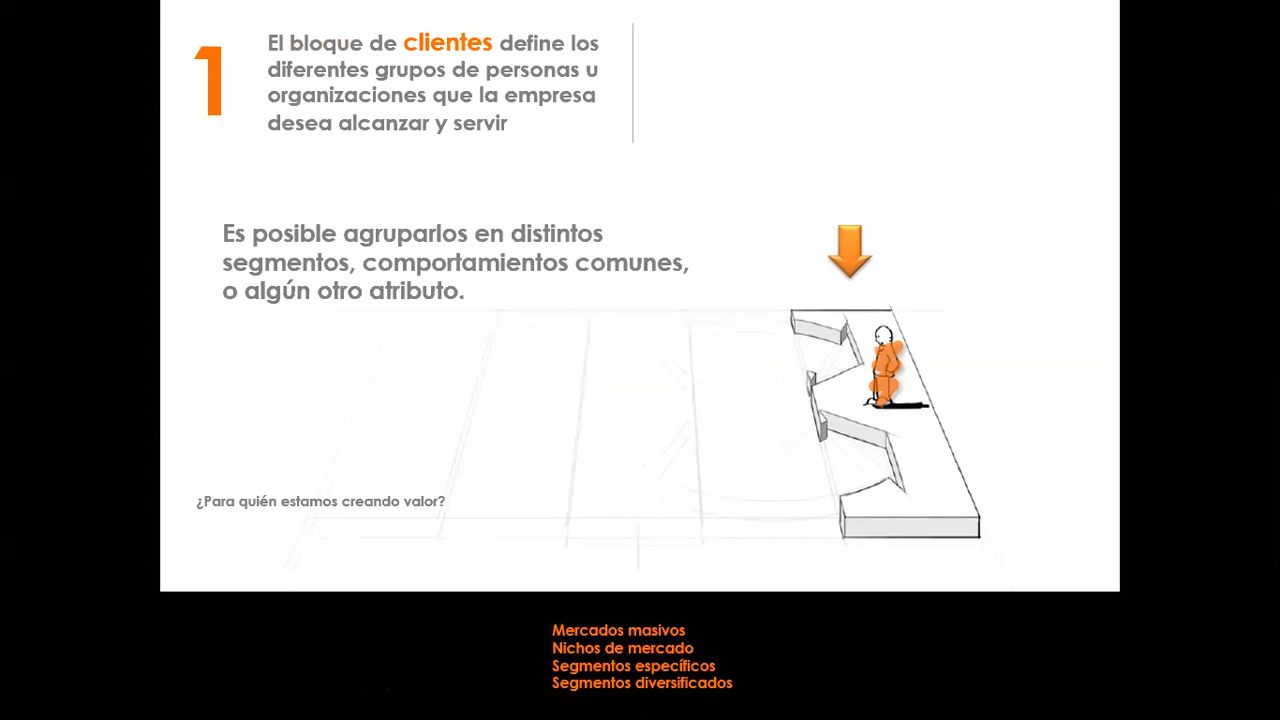 1
El bloque de clientes define los
diferentes grupos de personas u
organizaciones que la empresa
desea alcanzar y servir
Es posible agruparlos en distintos
segmentos, comportamientos comunes,
o algún otro atributo.
¿Para quién estamos creando valor?
Mercados masivos
Nichos de mercado
Segmentos específicos
Segmentos diversificados